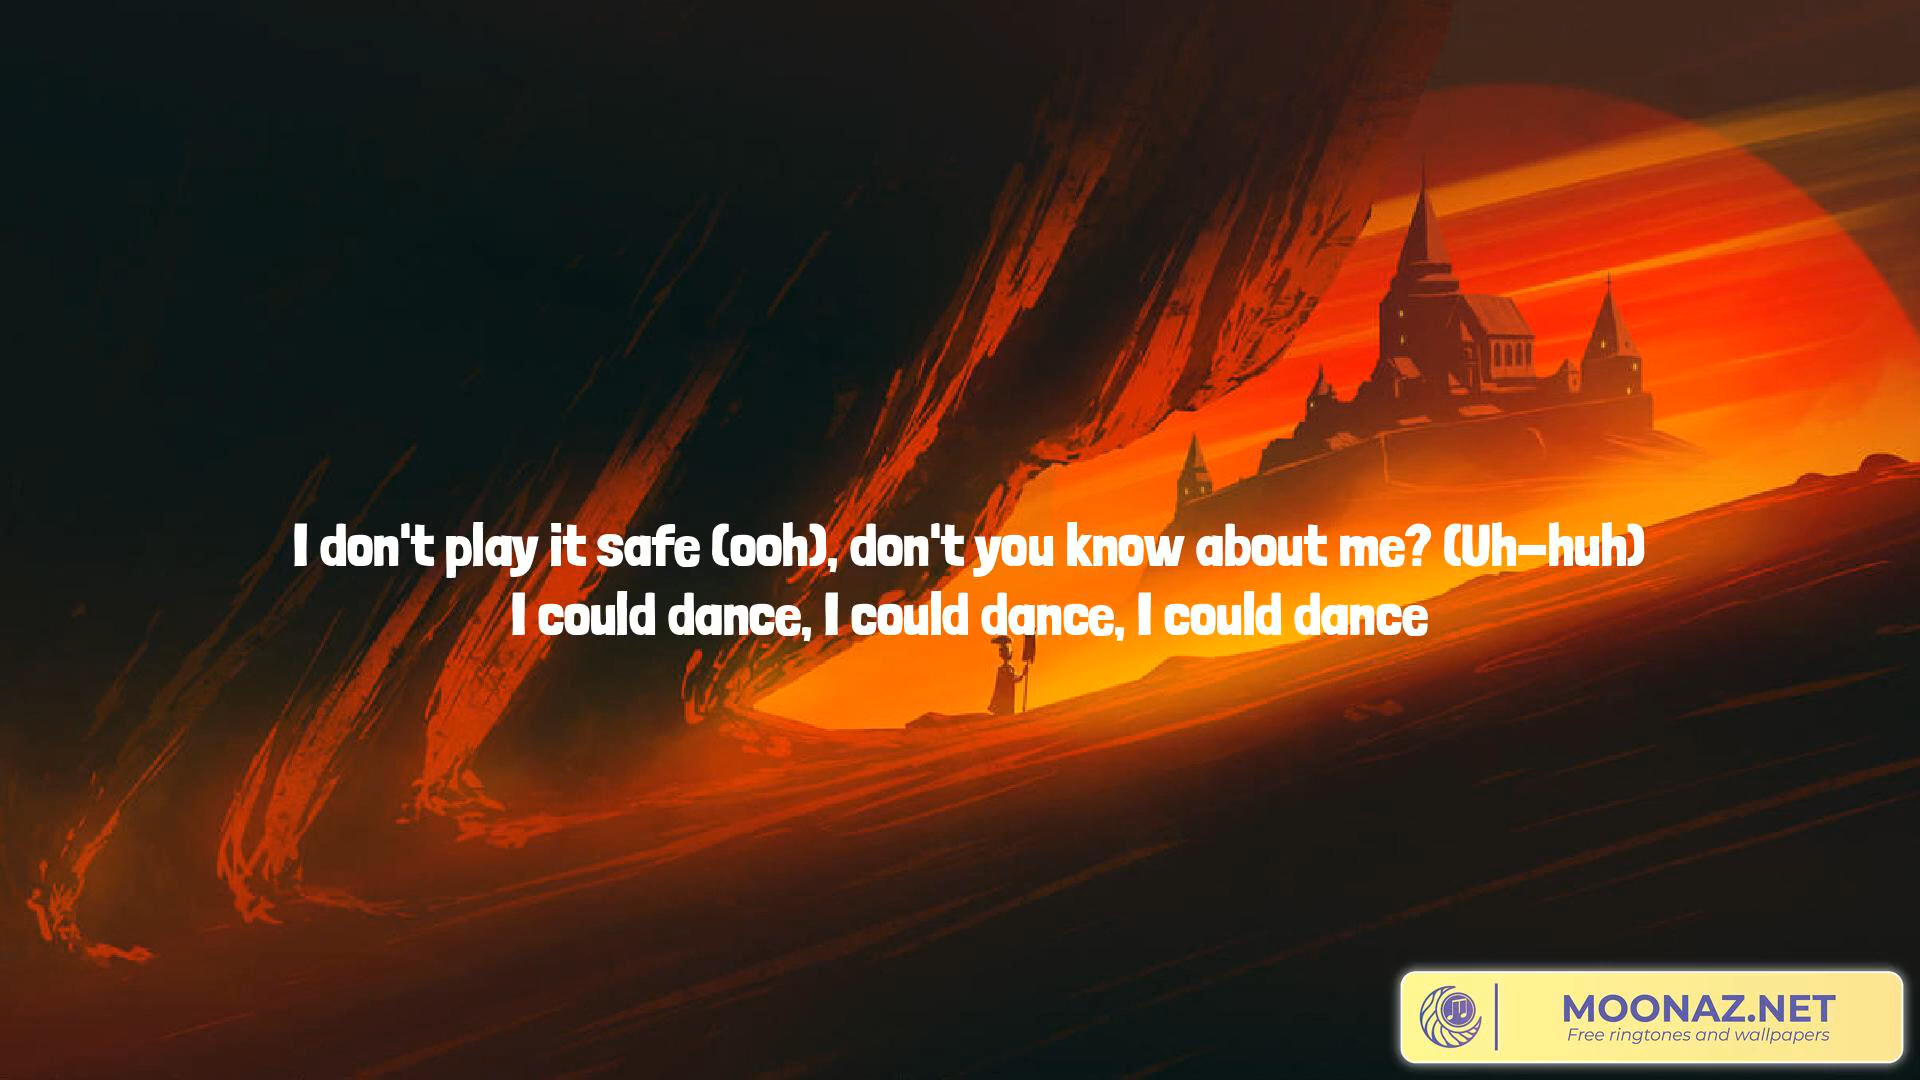 I don't play it safe (ooh), don't you know about me? (Uh-huh)
I could dance, I could dance, I could dance
MOONAZ.NET
Free ringtones and wallpapers